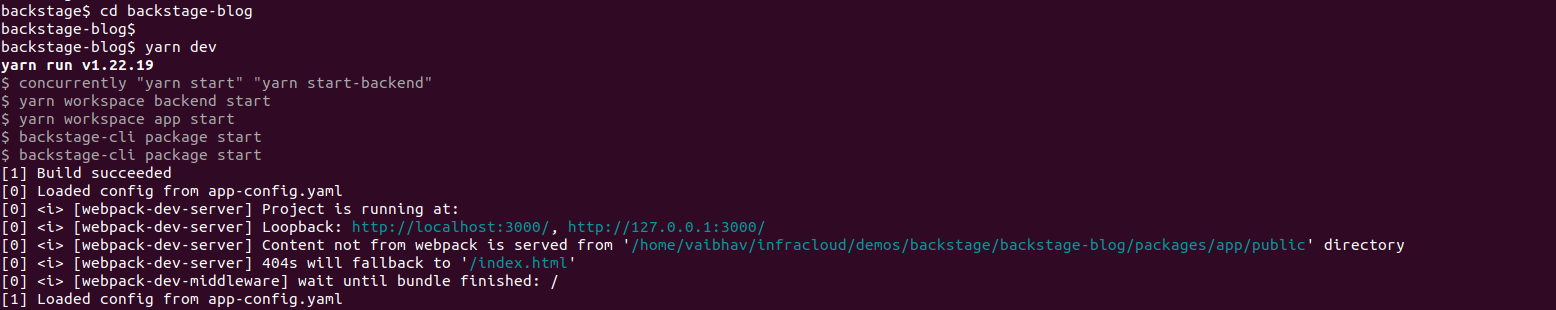 backstage$ cd backstage-blog
backstage-blog$
backstage-blog$ yarn dev
yarn run v1.22.19
$ concurrently "yarn start" "yarn start-backend"
$ yarn workspace backend start
$ yarn workspace app start
$ backstage-cli package start
$ backstage-cli package start
[1] Build succeeded
[0] Loaded config from app-config.yaml
[0] <i> [webpack-dev-server] Project is running at:
[0] <i> [webpack-dev-server] Loopback: http://localhost:3000/, http://127.0.0.1:3000/
[0] <i> [webpack-dev-server] Content not from webpack is served from '/home/vaibhav/infracloud/demos/backstage/backstage-blog/packages/app/public' directory
[0] <i> [webpack-dev-server] 404s will fallback to '/index.html'
[0] <i> [webpack-dev-middleware] wait until bundle finished: /
[1] Loaded config from app-config.yaml